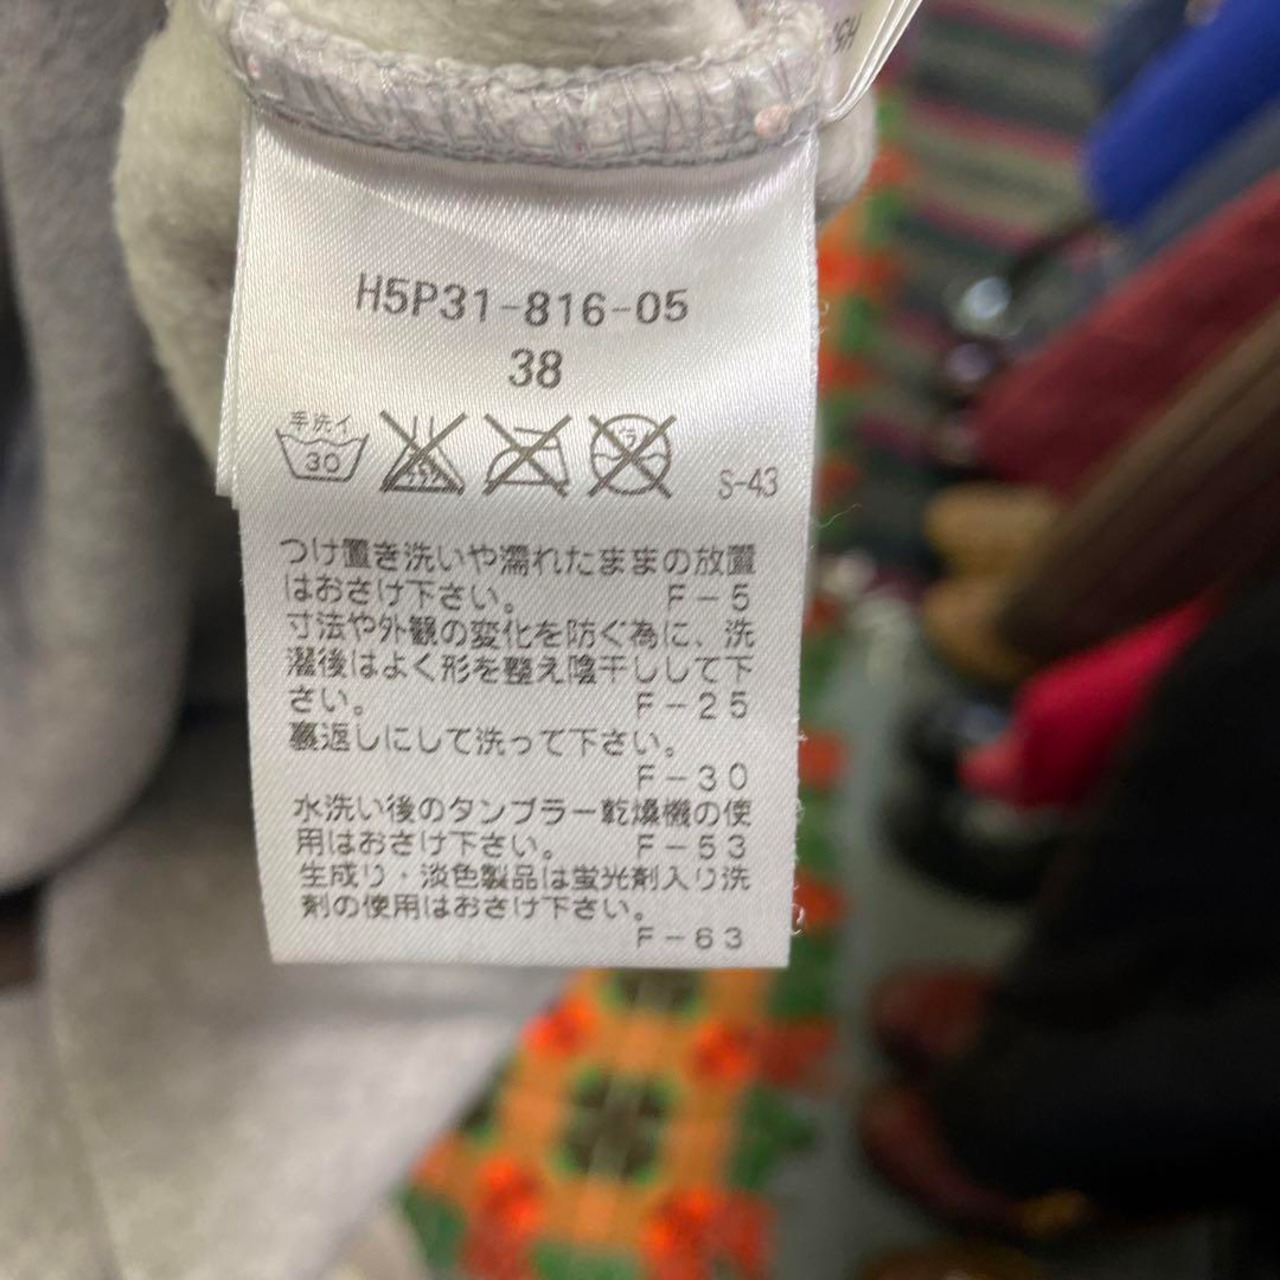 H5P31-816-05
38
手洗イ
30
S-43
つけ置き洗いや濡れたままの放置
はおさけ下さい。 F-5
寸法や外観の変化を防ぐ為に、洗
濯後はよく形を整え陰干しして下
さい。 F-25
裏返しにして洗って下さい。
F-30
水洗い後のタンブラー乾燥機の使
用はおさけ下さい。 F-53
生成り・淡色製品は蛍光剤入り洗
剤の使用はおさけ下さい。
F-63